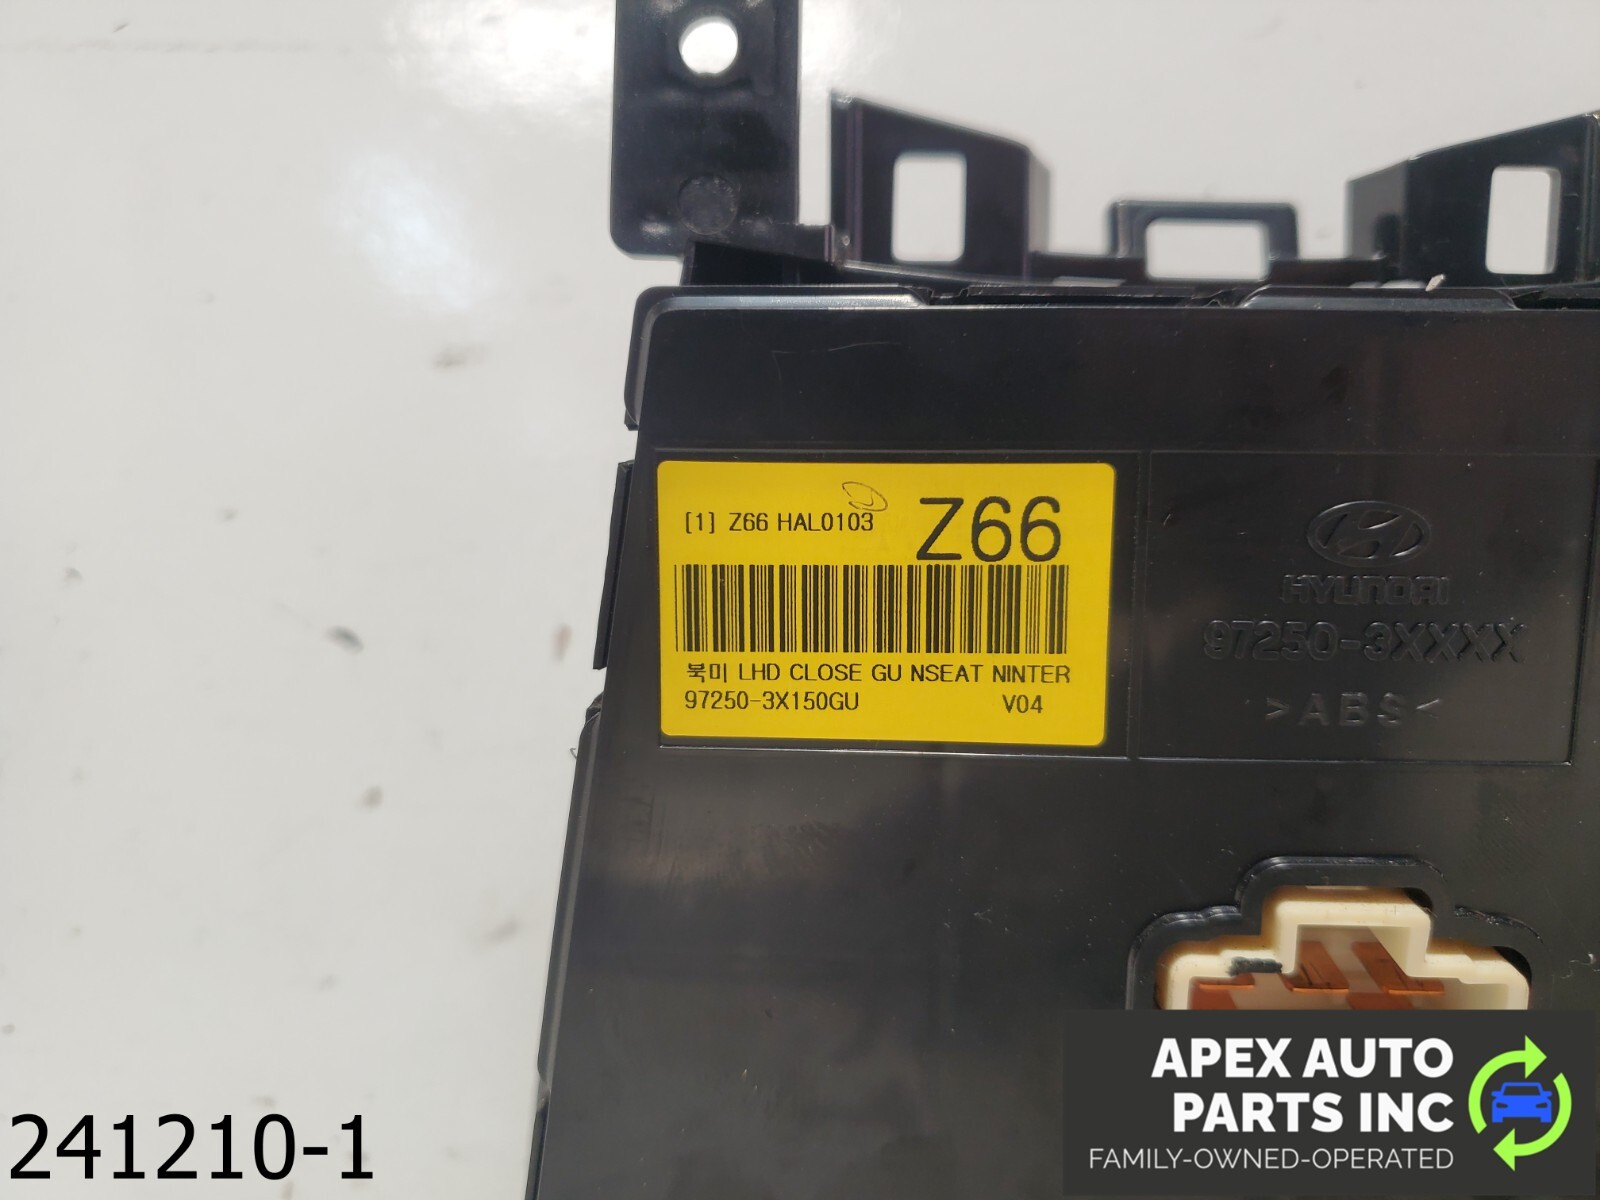 [1] Z66 HAL0103
Z66
북미 LHD CLOSE GU NSEAT NINTER
97250-3X150GU V04
HYUNDAI
97250-3XXXX
>ABS<
241210-1
APEX AUTO
PARTS INC
FAMILY-OWNED-OPERATED